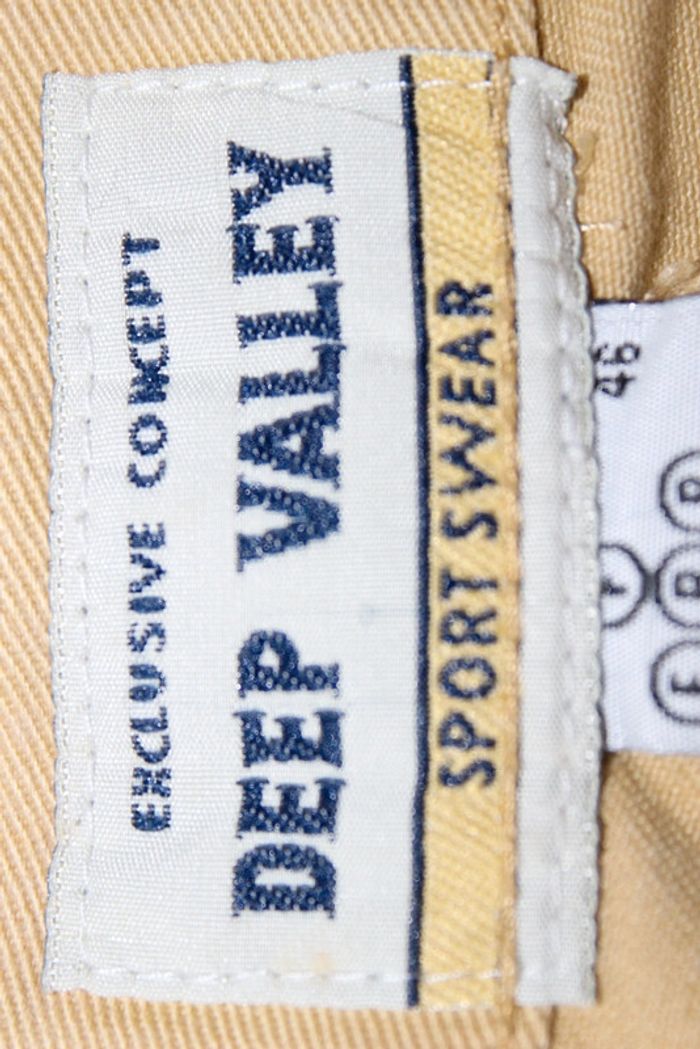 EXCLUSIVE CONCEPT
DEEP VALLEY
SPORT SWEAR
46